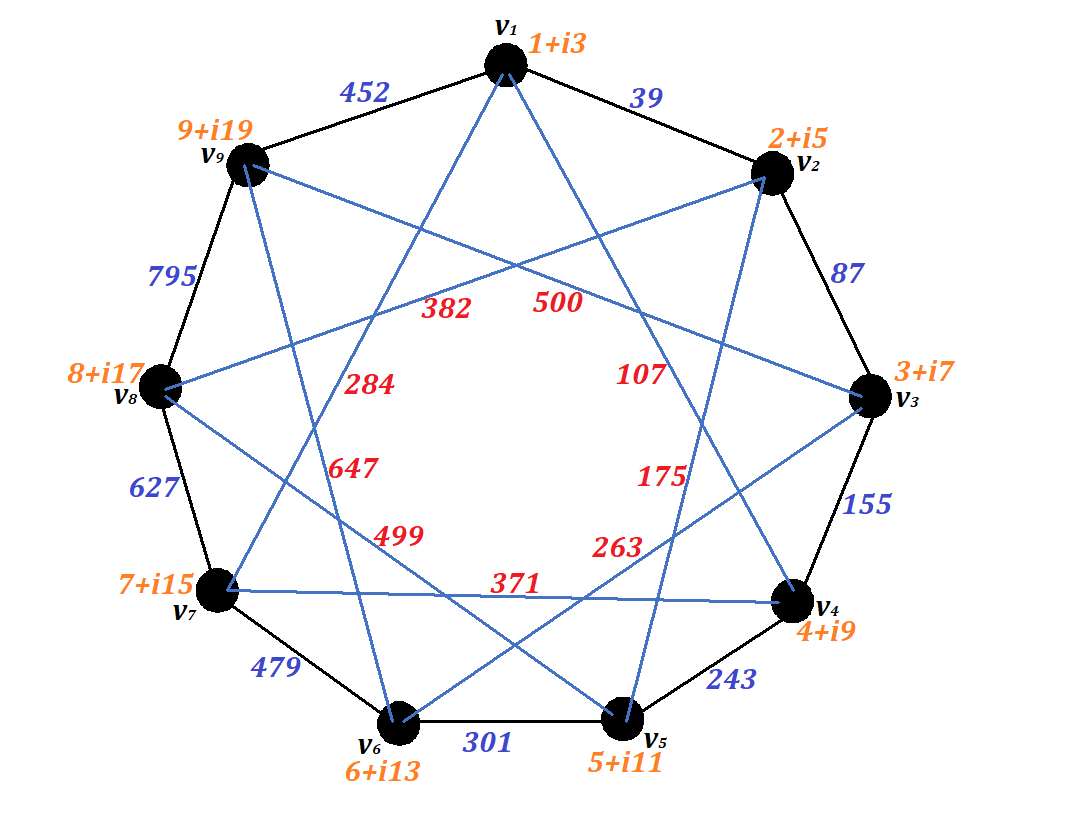 v₁
1+i3
452
39
9+i19
2+i5
v₉
v₂
795
87
382
500
8+i17
284
107
3+i7
v₈
v₃
647
175
627
155
499
263
7+i15
371
v₇
v₄
4+i9
479
243
v₆
301
v₅
6+i13
5+i11